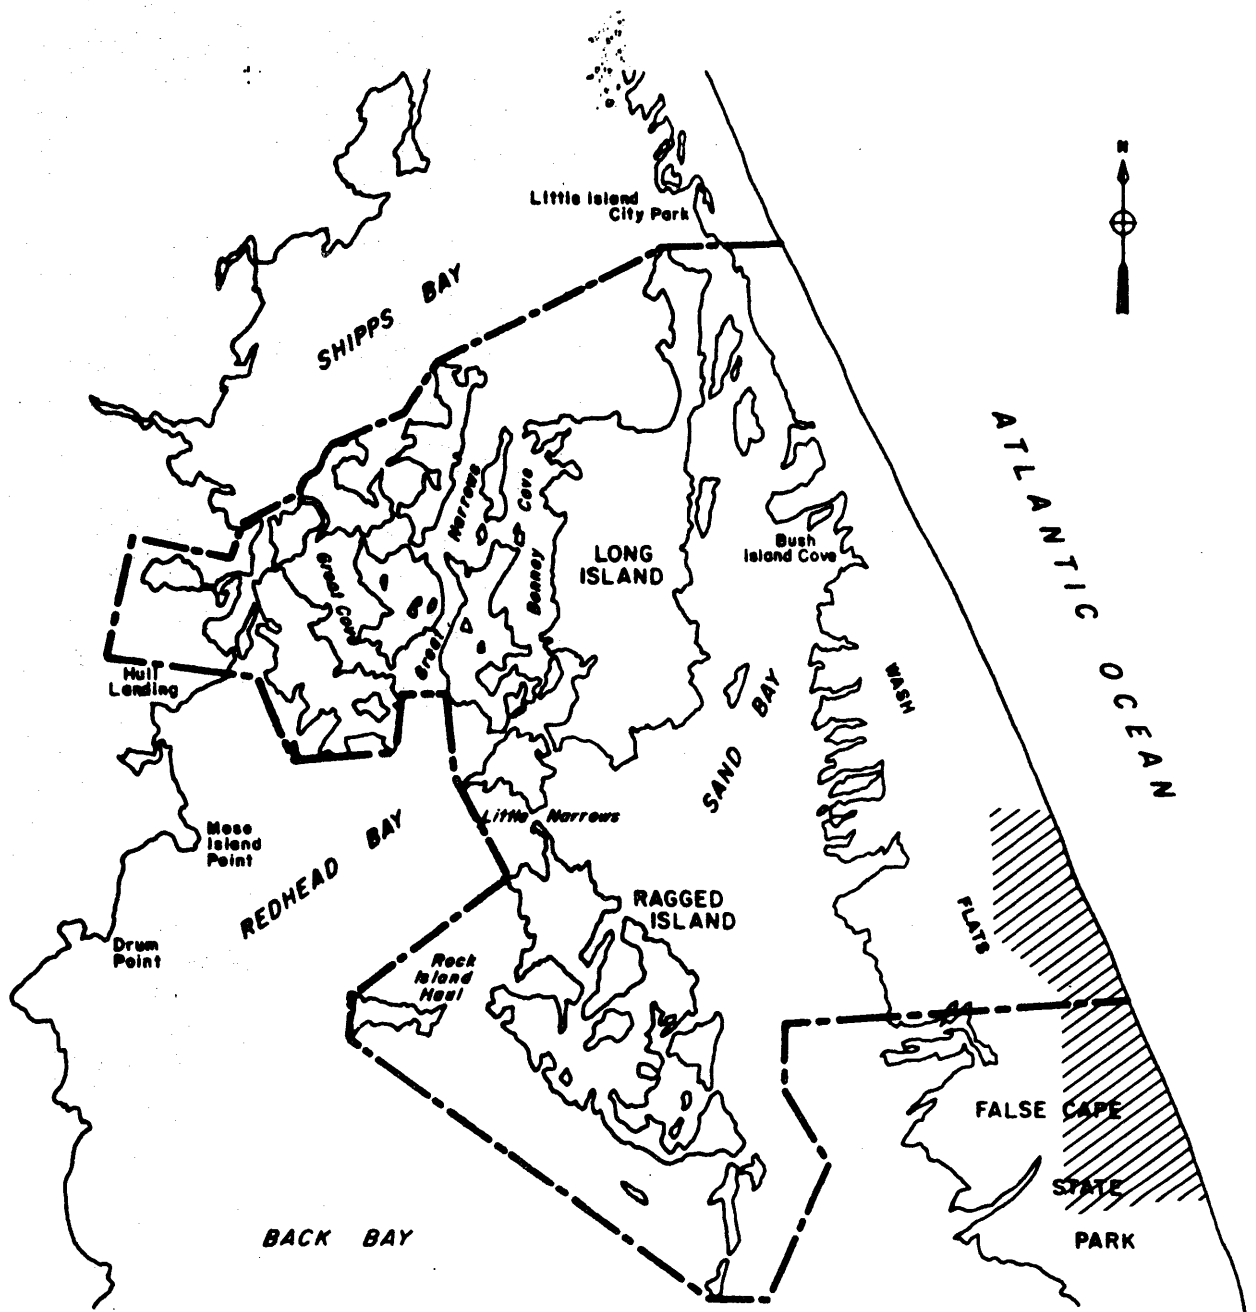 N
Little Island
City Park
SHIPPS BAY
ATLANTIC OCEAN
Narrows
Cove
Bonney
Bush
Island Cove
LONG
ISLAND
Great Cove
Great
Hull
Landing
WASH
SAND BAY
Little Narrows
Mose
Island
Point
REDHEAD BAY
RAGGED
ISLAND
FLATS
Drum
Point
Rock
Island
Haul
FALSE CAPE
STATE
PARK
BACK BAY